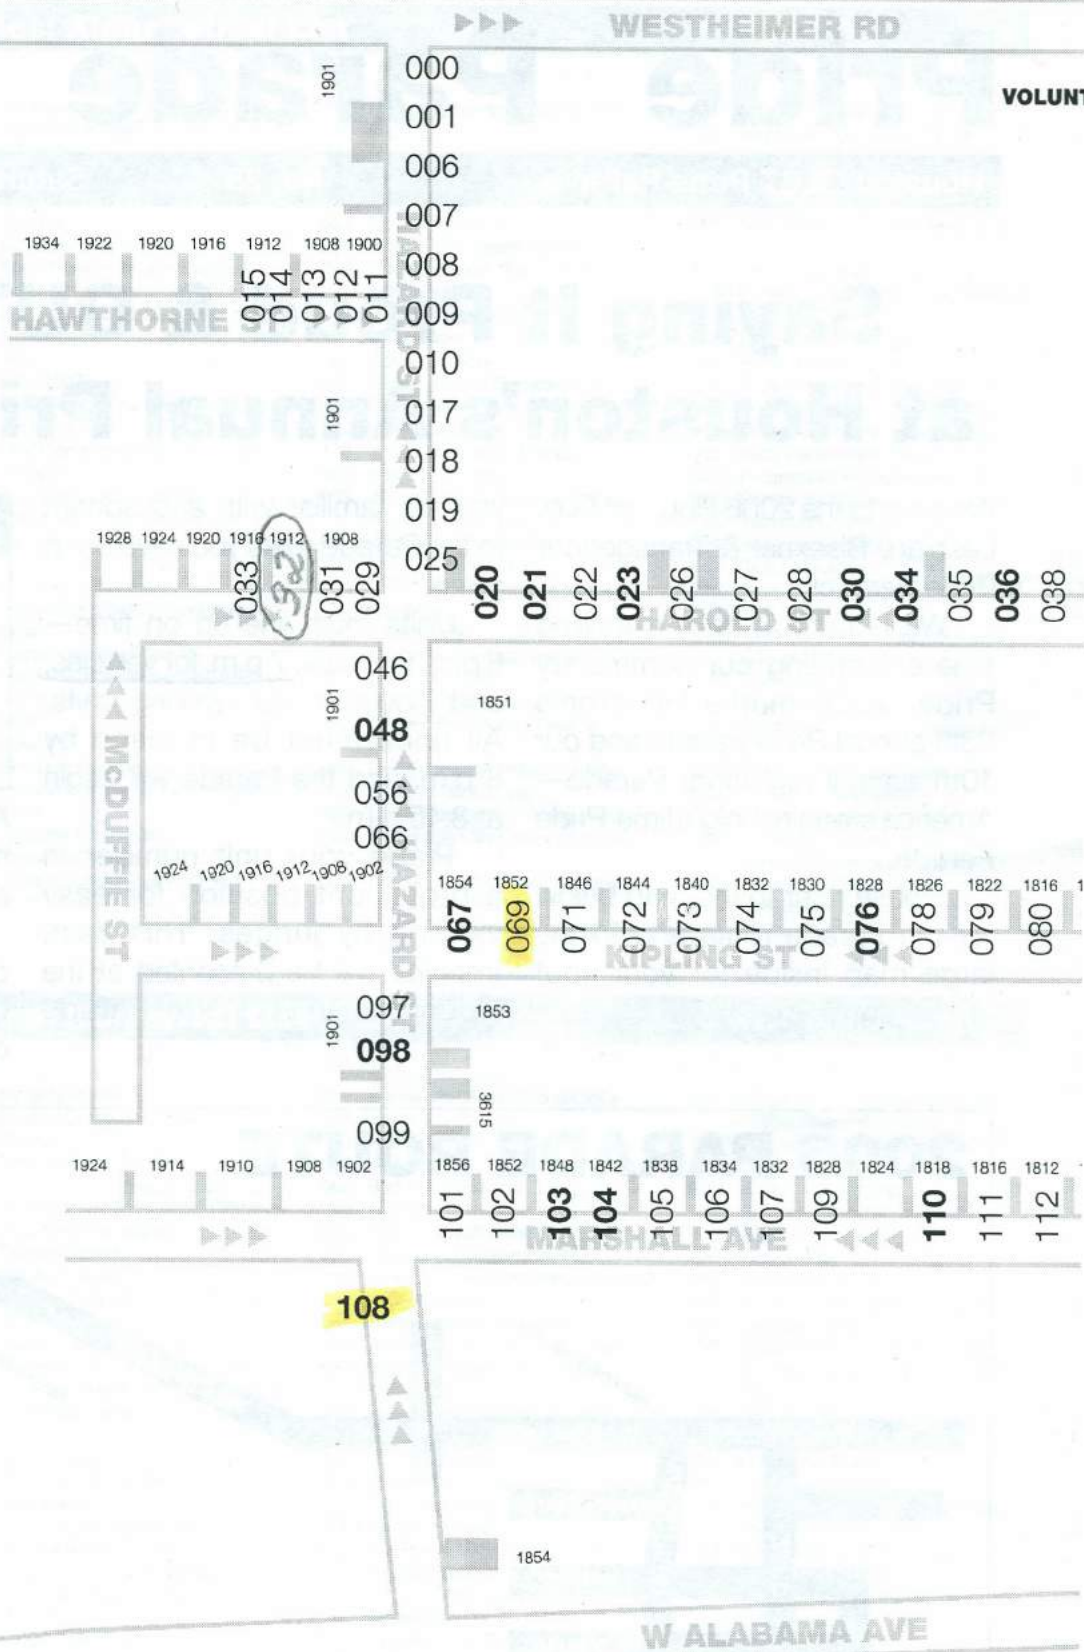 ▶▶▶ WESTHEIMER RD
VOLUNT
1901
000
001
006
007
008
009
010
017
018
019
025
HAZARD ST ▲▲▲
1934 1922 1920 1916 1912 1908 1900
015 014 013 012 011
HAWTHORNE ST ▶▶▶
1901
1928 1924 1920 1916 1912 1908
033 32 031 029
▶▶▶
020 021 022 023 026 027 028 030 034 035 036 038
HAROLD ST ◀◀◀
▲▲▲ McDUFFIE ST
1901
046
048
056
066
▲▲▲ HAZARD ST
1851
1924 1920 1916 1912 1908 1902
▶▶▶
1854 1852 1846 1844 1840 1832 1830 1828 1826 1822 1816 1
067 069 071 072 073 074 075 076 078 079 080
KIPLING ST ◀◀◀
1901
097
098
099
1853
3615
1924 1914 1910 1908 1902
▶▶▶
1856 1852 1848 1842 1838 1834 1832 1828 1824 1818 1816 1812
101 102 103 104 105 106 107 109 110 111 112
MARSHALL AVE ◀◀◀
108
▲▲▲
1854
W ALABAMA AVE